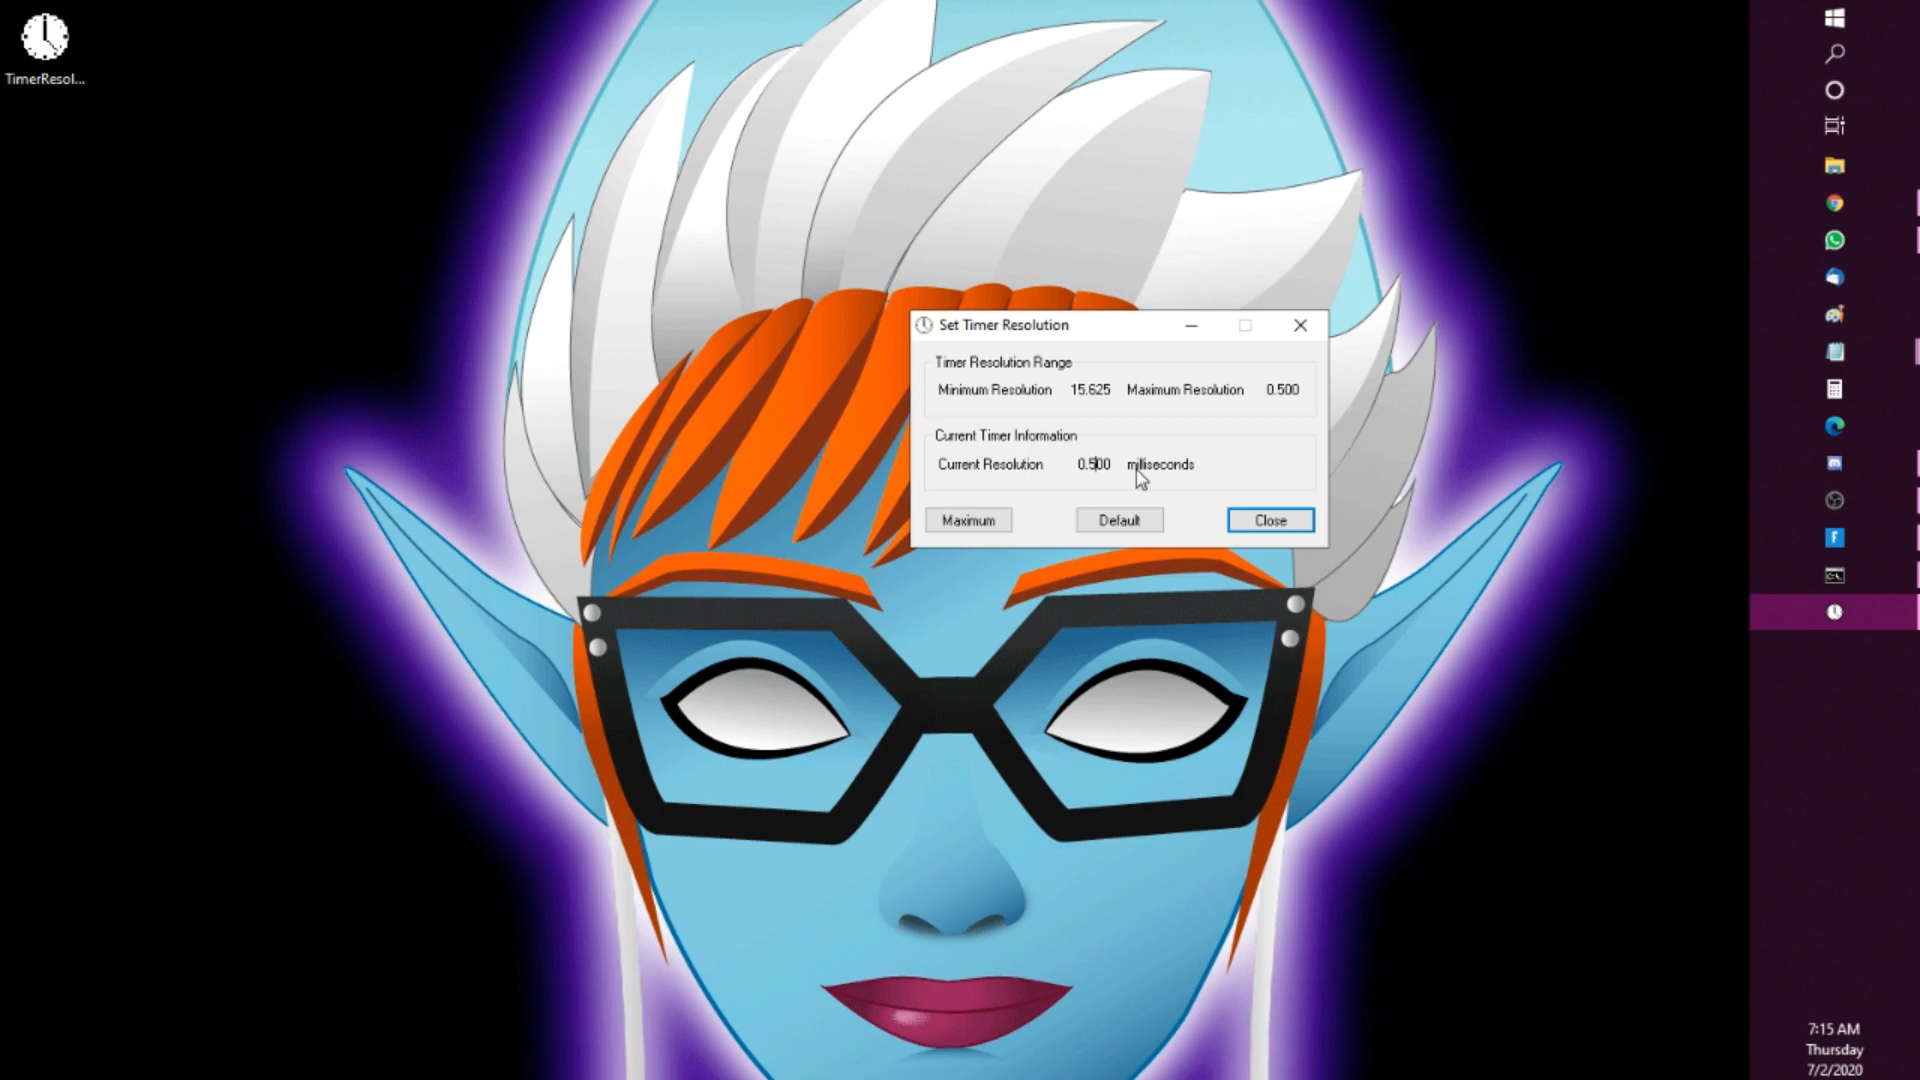 TimerResol...
Set Timer Resolution
Timer Resolution Range
Minimum Resolution 15.625 Maximum Resolution 0.500
Current Timer Information
Current Resolution 0.500 milliseconds
Maximum Default Close
F
C:\.
7:15 AM
Thursday
7/2/2020